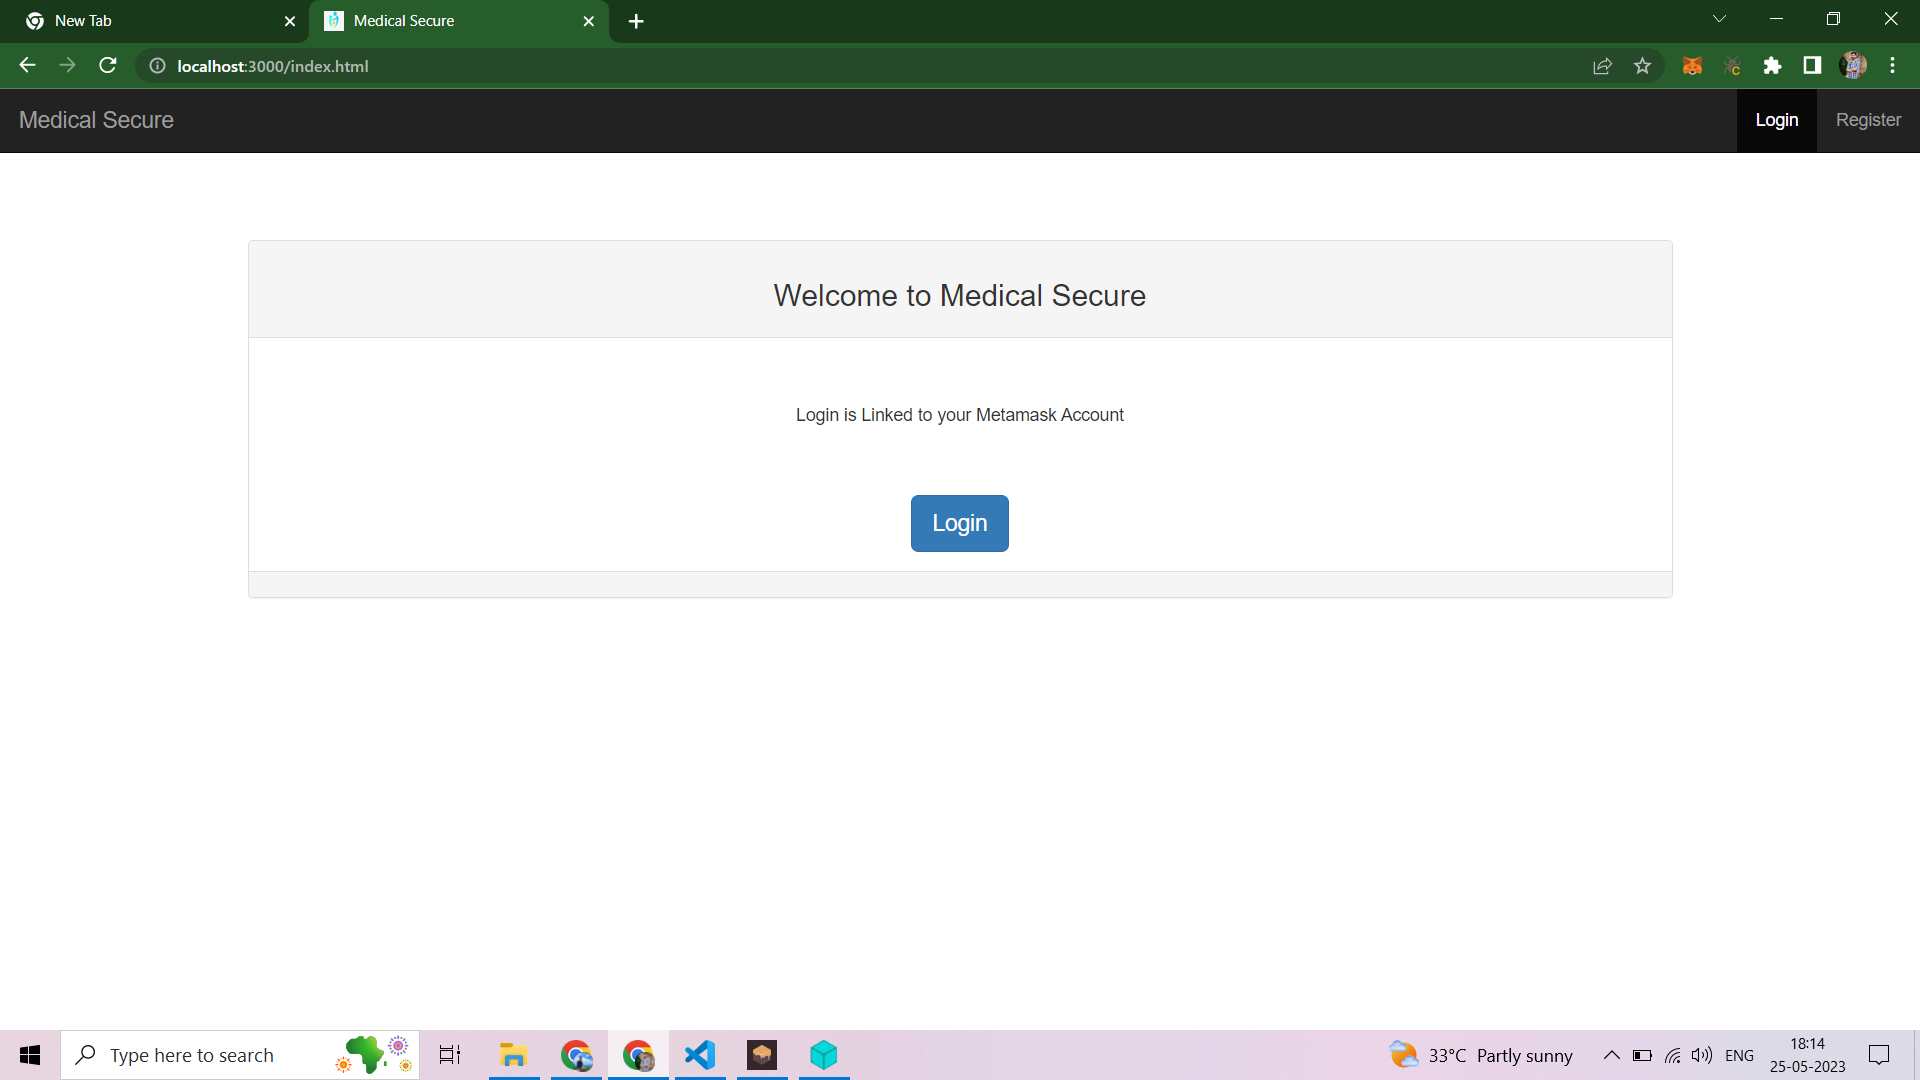 New Tab
Medical Secure
localhost:3000/index.html
Medical Secure
Login
Register
Welcome to Medical Secure
Login is Linked to your Metamask Account
Login
Type here to search
33°C Partly sunny
ENG
18:14
25-05-2023